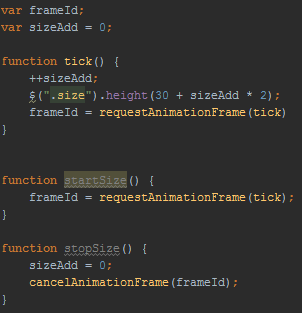 var frameId;
var sizeAdd = 0;
function tick() {
++sizeAdd;
$(".size").height(30 + sizeAdd * 2);
frameId = requestAnimationFrame(tick)
}
function startSize() {
frameId = requestAnimationFrame(tick);
}
function stopSize() {
sizeAdd = 0;
cancelAnimationFrame(frameId);
}